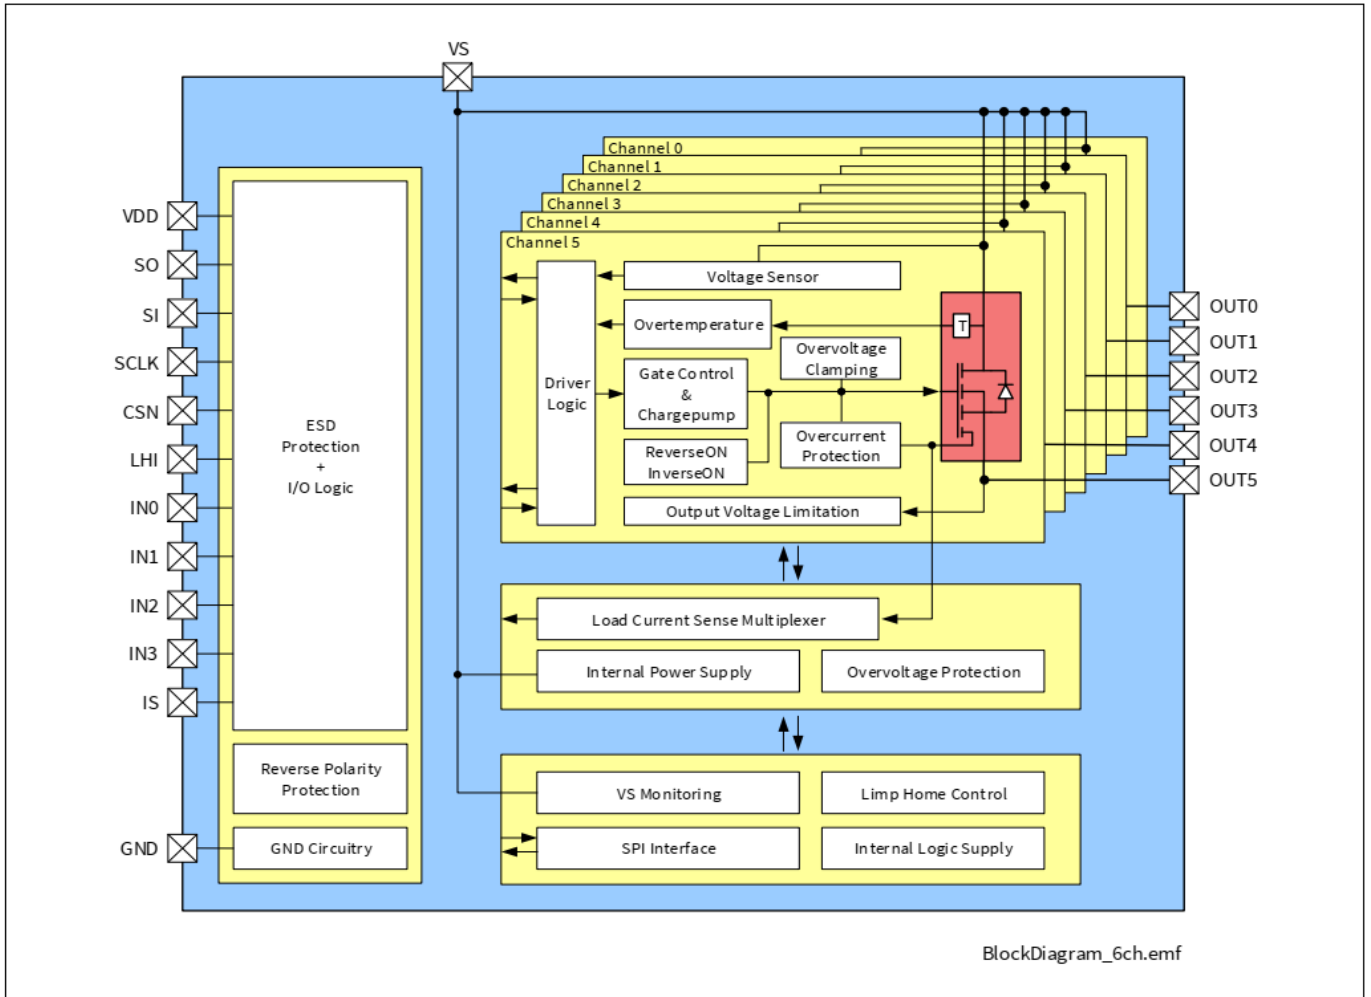 VS
Channel 0
Channel 1
Channel 2
Channel 3
Channel 4
Channel 5
VDD
SO
SI
SCLK
CSN
LHI
IN0
IN1
IN2
IN3
IS
GND
ESD
Protection
+
I/O Logic
Reverse Polarity
Protection
GND Circuitry
Driver
Logic
Voltage Sensor
Overtemperature
T
Overvoltage
Clamping
Gate Control
&
Chargepump
Overcurrent
Protection
ReverseON
InverseON
Output Voltage Limitation
OUT0
OUT1
OUT2
OUT3
OUT4
OUT5
Load Current Sense Multiplexer
Internal Power Supply
Overvoltage Protection
VS Monitoring
Limp Home Control
SPI Interface
Internal Logic Supply
BlockDiagram_6ch.emf